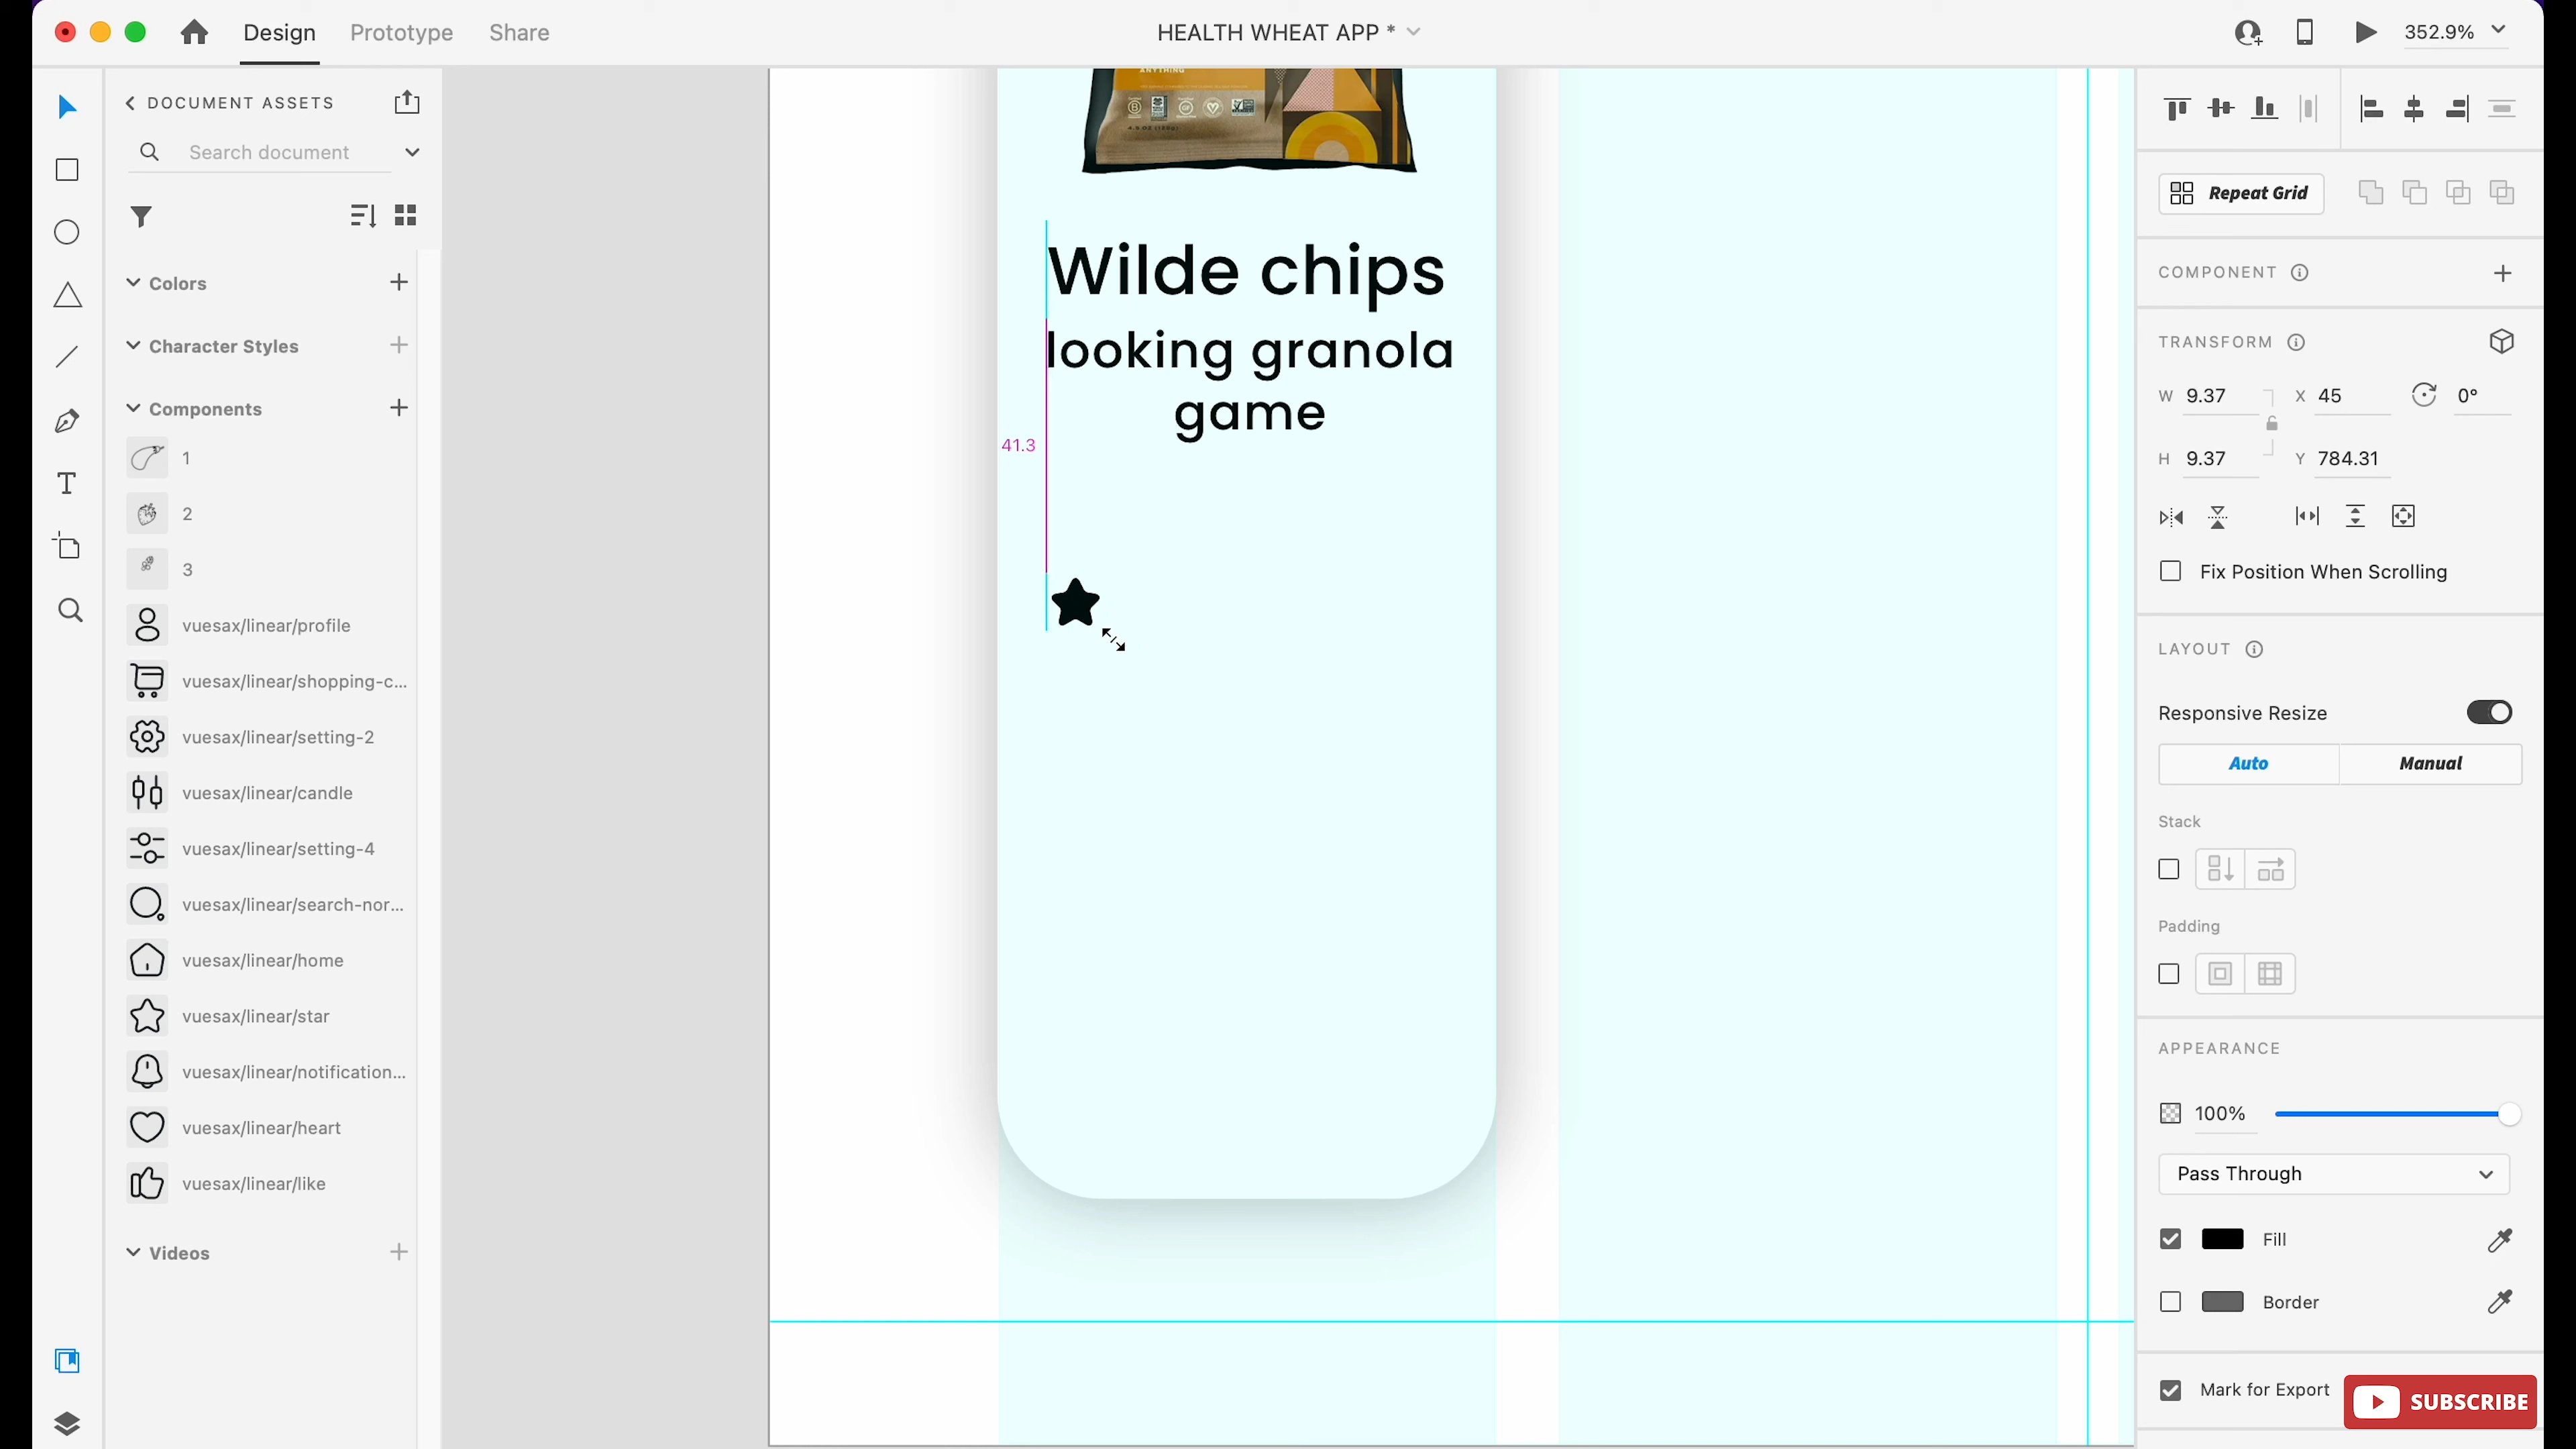 Design
Prototype
Share
HEALTH WHEAT APP *
352.9%
DOCUMENT ASSETS
Search document
Colors
Character Styles
Components
1
2
3
vuesax/linear/profile
vuesax/linear/shopping-c...
vuesax/linear/setting-2
vuesax/linear/candle
vuesax/linear/setting-4
vuesax/linear/search-nor...
vuesax/linear/home
vuesax/linear/star
vuesax/linear/notification...
vuesax/linear/heart
vuesax/linear/like
Videos
ANYTHING
4.5 OZ
Wilde chips
looking granola
game
41.3
Repeat Grid
COMPONENT
TRANSFORM
W 9.37
X 45
0°
H 9.37
Y 784.31
Fix Position When Scrolling
LAYOUT
Responsive Resize
Auto
Manual
Stack
Padding
APPEARANCE
100%
Pass Through
Fill
Border
Mark for Export
SUBSCRIBE